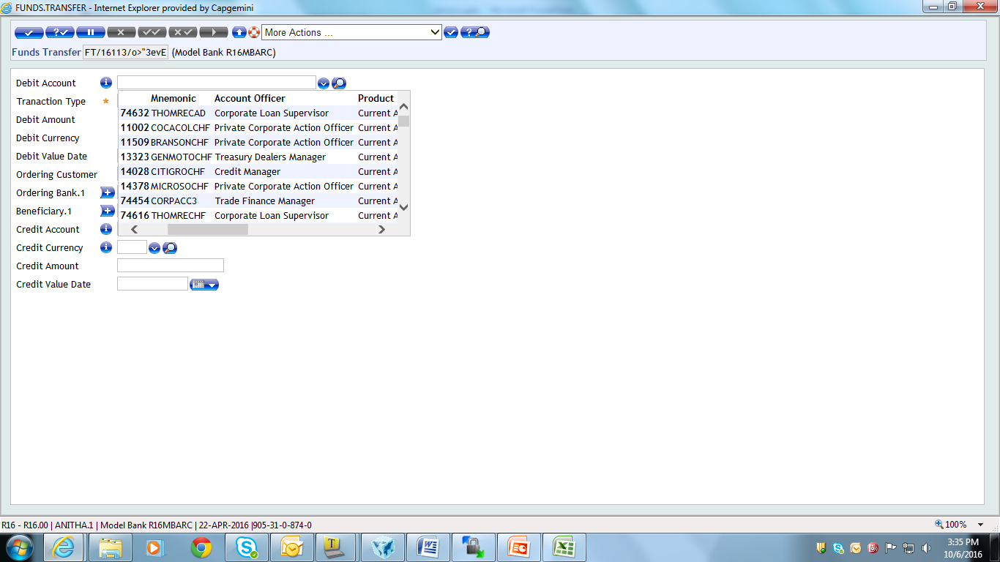 FUNDS.TRANSFER - Internet Explorer provided by Capgemini
More Actions ...
Funds Transfer FT/16113/o>"3evE (Model Bank R16MBARC)
Debit Account
Mnemonic Account Officer Product
Tranaction Type *
74632 THOMRECAD Corporate Loan Supervisor Current A
Debit Amount
11002 COCACOLCHF Private Corporate Action Officer Current A
Debit Currency
11509 BRANSONCHF Private Corporate Action Officer Current A
Debit Value Date
13323 GENMOTOCHF Treasury Dealers Manager Current A
Ordering Customer
14028 CITIGROCHF Credit Manager Current A
Ordering Bank.1
14378 MICROSOCHF Private Corporate Action Officer Current A
Beneficiary.1
74454 CORPACC3 Trade Finance Manager Current A
74616 THOMRECHF Corporate Loan Supervisor Current A
Credit Account
Credit Currency
Credit Amount
Credit Value Date
R16 - R16.00 | ANITHA.1 | Model Bank R16MBARC | 22-APR-2016 |905-31-0-874-0
100%
3:35 PM
10/6/2016